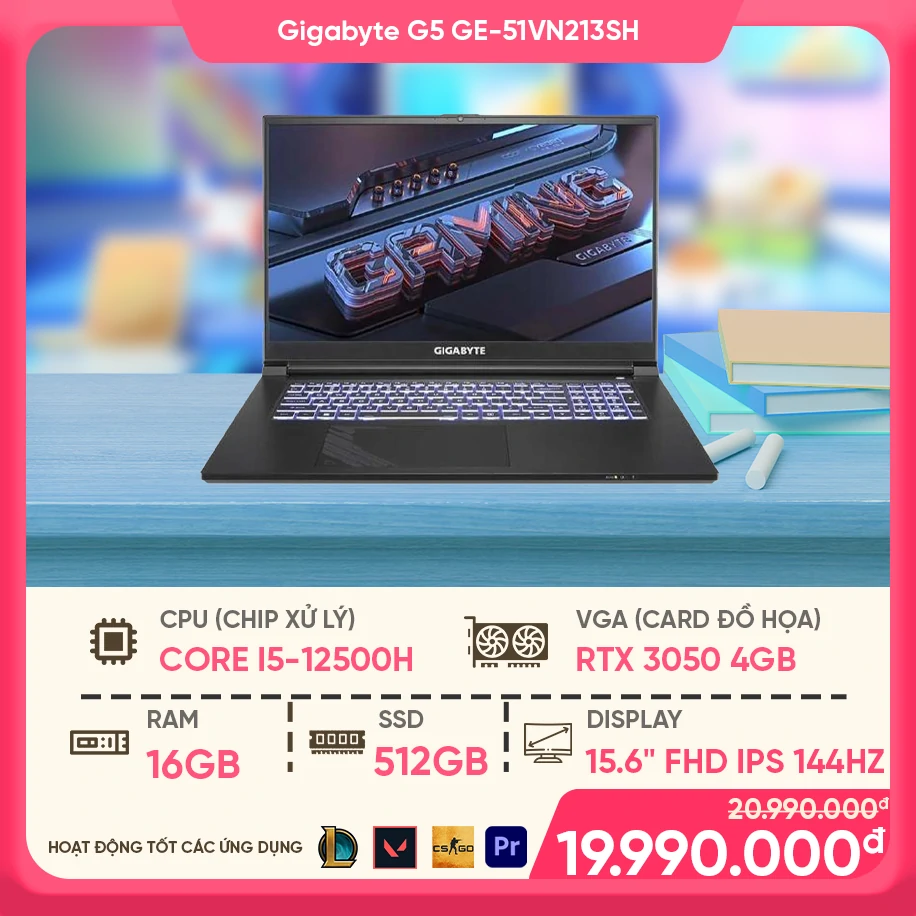 Gigabyte G5 GE-51VN213SH
GAMING
GIGABYTE
GIGABYTE
CPU (CHIP XỬ LÝ)
CORE I5-12500H
VGA (CARD ĐỒ HỌA)
RTX 3050 4GB
RAM
16GB
SSD
512GB
DISPLAY
15.6" FHD IPS 144HZ
20.990.000đ
19.990.000đ
HOẠT ĐỘNG TỐT CÁC ỨNG DỤNG
CS GO
Pr